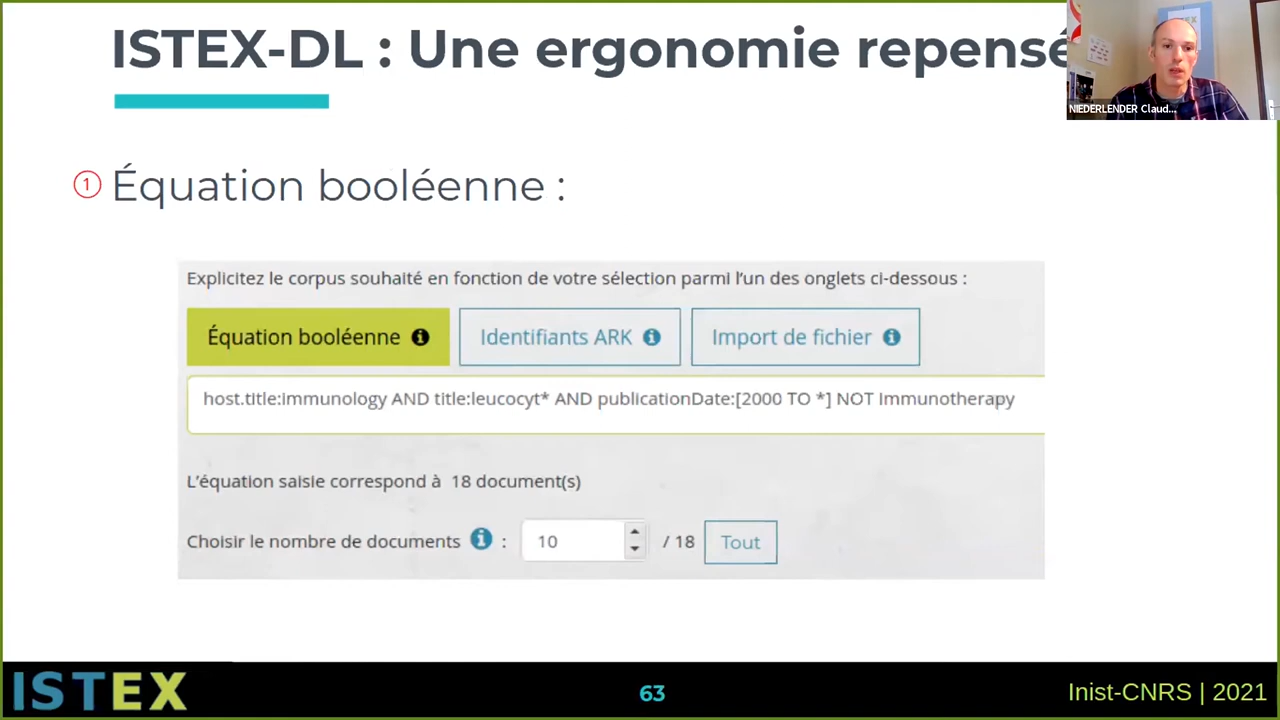 ISTEX-DL : Une ergonomie repensé
NIEDERLENDER Claud...
1 Équation booléenne :
Explicitez le corpus souhaité en fonction de votre sélection parmi l'un des onglets ci-dessous :
Équation booléenne i Identifiants ARK i Import de fichier i
host.title:Immunology AND title:leucocyt* AND publicationDate:[2000 TO *] NOT Immunotherapy
L'équation saisie correspond à 18 document(s)
Choisir le nombre de documents i : 10 / 18 Tout
ISTEX 63 Inist-CNRS | 2021